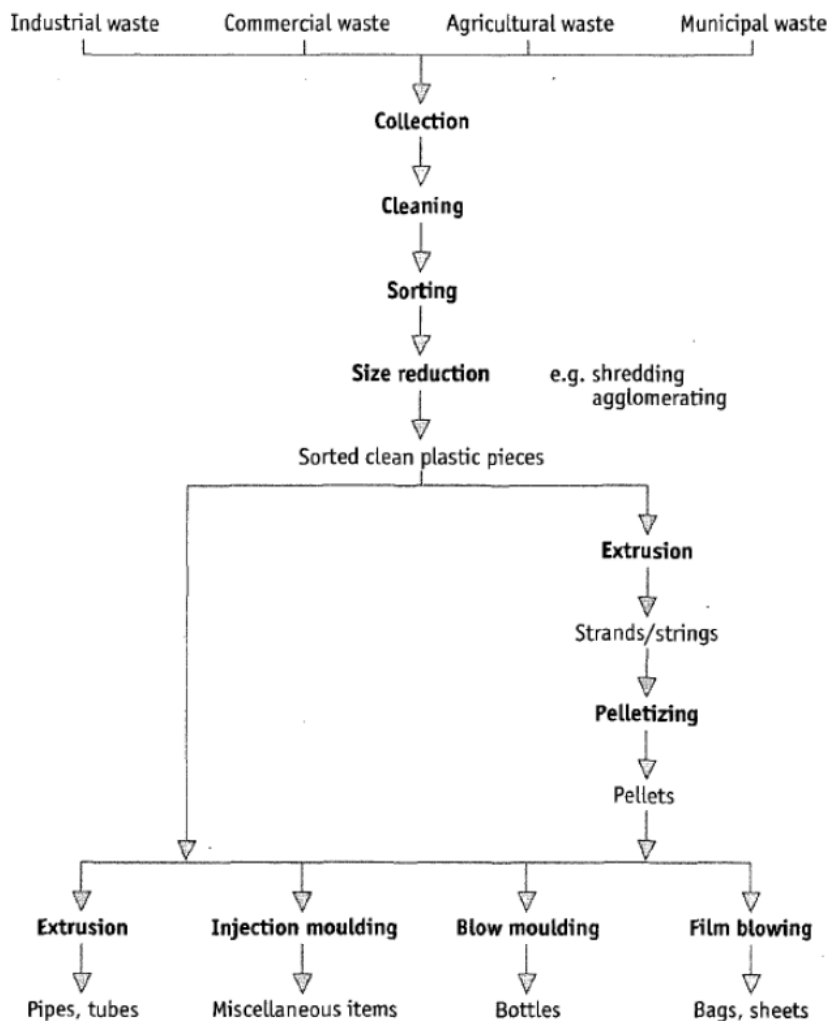 Industrial waste Commercial waste Agricultural waste Municipal waste
Collection
Cleaning
Sorting
Size reduction e.g. shredding
agglomerating
Sorted clean plastic pieces
Extrusion
Strands/strings
Pelletizing
Pellets
Extrusion Injection moulding Blow moulding Film blowing
Pipes, tubes Miscellaneous items Bottles Bags, sheets